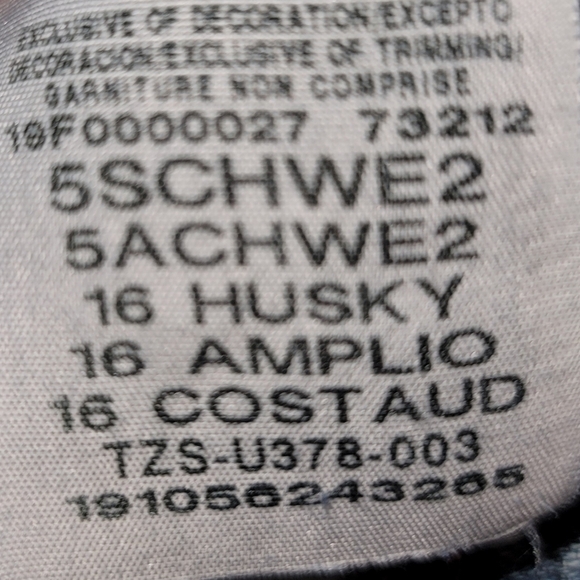 EXCLUSIVE OF DECORATION/EXCEPTO
DECORACION/EXCLUSIVE OF TRIMMING/
GARNITURE NON COMPRISE
19F0000027 73212
5SCHWE2
5ACHWE2
16 HUSKY
16 AMPLIO
16 COSTAUD
TZS-U378-003
191056243265